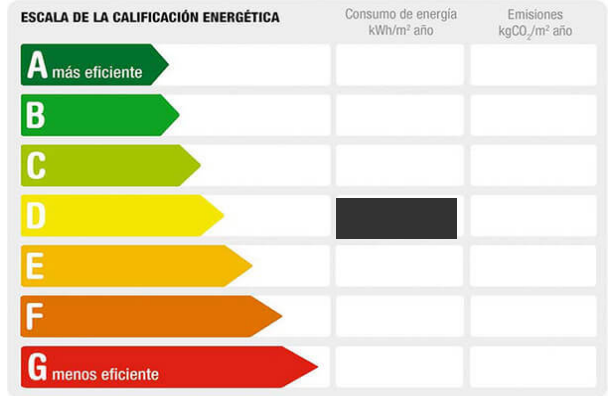 ESCALA DE LA CALIFICACIÓN ENERGÉTICA
Consumo de energía
kWh/m² año
Emisiones
kgCO₂/m² año
A más eficiente
B
C
D
E
F
G menos eficiente